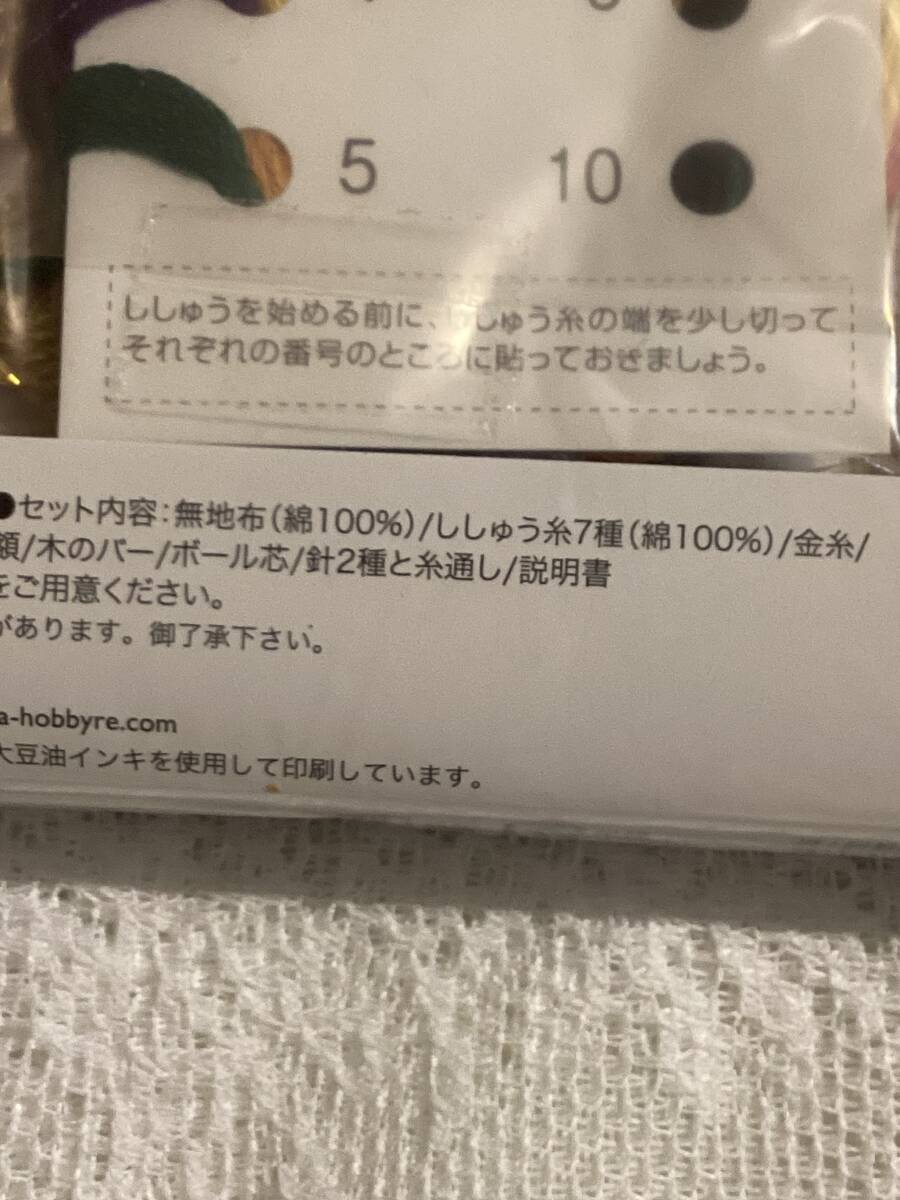 5 10
ししゅうを始める前に、ししゅう糸の端を少し切って
それぞれの番号のところに貼っておきましょう。
●セット内容：無地布（綿100%）/ししゅう糸7種（綿100%）/金糸/
額/木のバー/ボール芯/針2種と糸通し/説明書
をご用意ください。
があります。御了承下さい。
a-hobbyre.com
大豆油インキを使用して印刷しています。